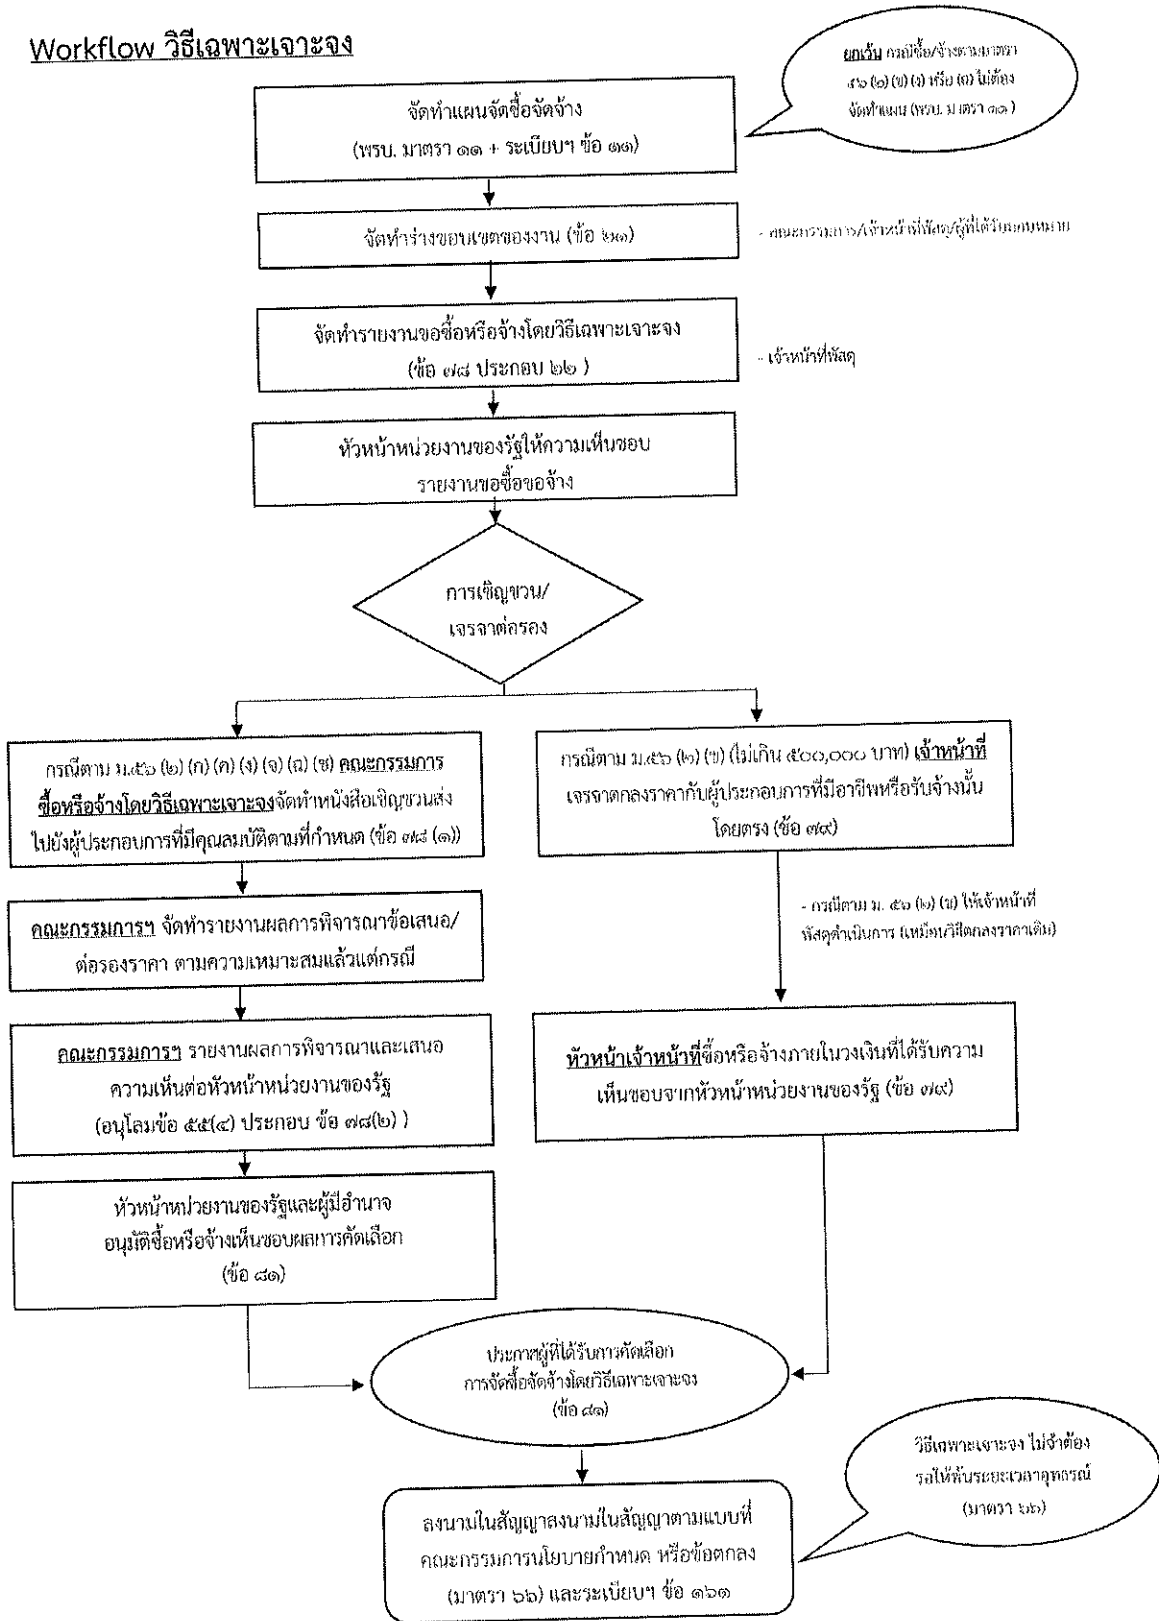 Workflow วิธีเฉพาะเจาะจง
ยกเว้น กรณีซื้อ/จ้างตามมาตรา
๕๖ (๒) (ข) (ง) หรือ (ฉ) ไม่ต้อง
จัดทำแผน (พรบ. มาตรา ๑๑)
จัดทำแผนจัดซื้อจัดจ้าง
(พรบ. มาตรา ๑๑ + ระเบียบฯ ข้อ ๑๑)
จัดทำร่างขอบเขตของงาน (ข้อ ๒๑)
- คณะกรรมการ/เจ้าหน้าที่พัสดุ/ผู้ที่ได้รับมอบหมาย
จัดทำรายงานขอซื้อหรือจ้างโดยวิธีเฉพาะเจาะจง
(ข้อ ๗๘ ประกอบ ๒๒ )
- เจ้าหน้าที่พัสดุ
หัวหน้าหน่วยงานของรัฐให้ความเห็นชอบ
รายงานขอซื้อขอจ้าง
การเชิญชวน/
เจรจาต่อรอง
กรณีตาม ม.๕๖ (๒) (ก) (ค) (ง) (จ) (ฉ) (ช) คณะกรรมการ
ซื้อหรือจ้างโดยวิธีเฉพาะเจาะจงจัดทำหนังสือเชิญชวนส่ง
ไปยังผู้ประกอบการที่มีคุณสมบัติตามที่กำหนด (ข้อ ๗๘ (๑))
กรณีตาม ม.๕๖ (๒) (ข) (ไม่เกิน ๕๐๐,๐๐๐ บาท) เจ้าหน้าที่
เจรจาตกลงราคากับผู้ประกอบการที่มีอาชีพหรือรับจ้างนั้น
โดยตรง (ข้อ ๗๙)
คณะกรรมการฯ จัดทำรายงานผลการพิจารณาข้อเสนอ/
ต่อรองราคา ตามความเหมาะสมแล้วแต่กรณี
- กรณีตาม ม. ๕๖ (๒) (ข) ให้เจ้าหน้าที่
พัสดุดำเนินการ (เหมือนวิธีตกลงราคาเดิม)
คณะกรรมการฯ รายงานผลการพิจารณาและเสนอ
ความเห็นต่อหัวหน้าหน่วยงานของรัฐ
(อนุโลมข้อ ๕๕(๔) ประกอบ ข้อ ๗๘(๒) )
หัวหน้าเจ้าหน้าที่ซื้อหรือจ้างภายในวงเงินที่ได้รับความ
เห็นชอบจากหัวหน้าหน่วยงานของรัฐ (ข้อ ๗๙)
หัวหน้าหน่วยงานของรัฐและผู้มีอำนาจ
อนุมัติซื้อหรือจ้างเห็นชอบผลการคัดเลือก
(ข้อ ๘๑)
ประกาศผู้ที่ได้รับการคัดเลือก
การจัดซื้อจัดจ้างโดยวิธีเฉพาะเจาะจง
(ข้อ ๘๑)
วิธีเฉพาะเจาะจง ไม่จำต้อง
รอให้พ้นระยะเวลาอุทธรณ์
(มาตรา ๖๖)
ลงนามในสัญญาลงนามในสัญญาตามแบบที่
คณะกรรมการนโยบายกำหนด หรือข้อตกลง
(มาตรา ๖๖) และระเบียบฯ ข้อ ๑๖๑